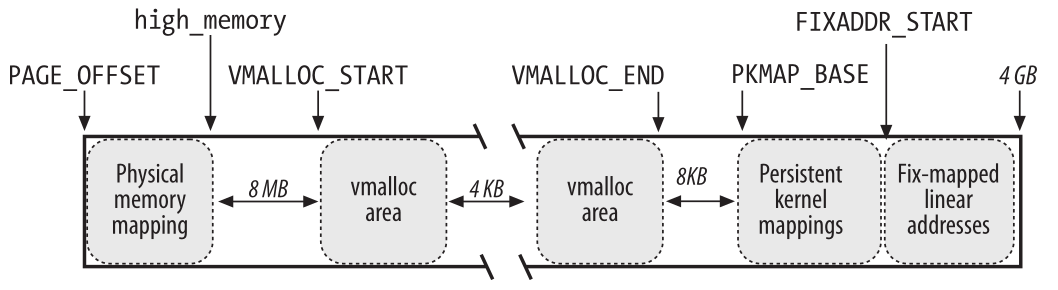 high_memory
FIXADDR_START
PAGE_OFFSET
VMALLOC_START
VMALLOC_END
PKMAP_BASE
4 GB
Physical
memory
mapping
8 MB
vmalloc
area
4 KB
vmalloc
area
8KB
Persistent
kernel
mappings
Fix-mapped
linear
addresses